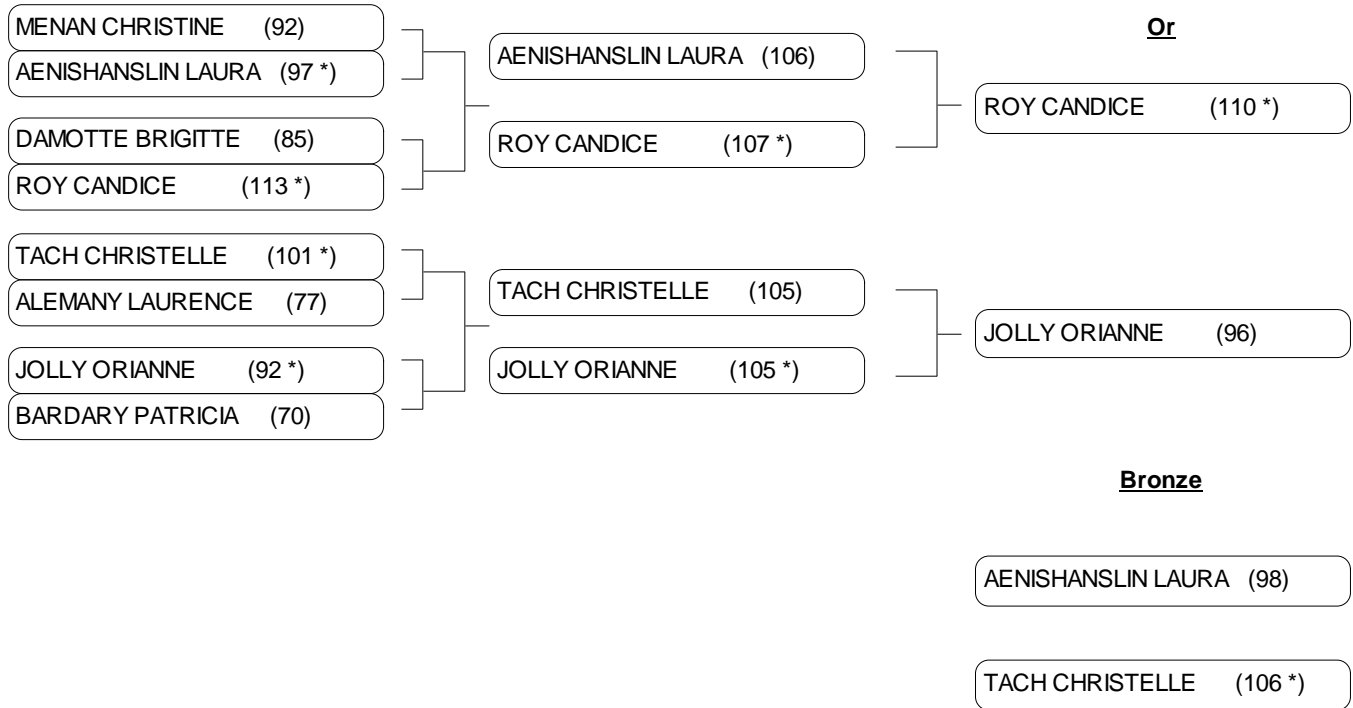 MENAN CHRISTINE (92)
AENISHANSLIN LAURA (97 *)
DAMOTTE BRIGITTE (85)
ROY CANDICE (113 *)
TACH CHRISTELLE (101 *)
ALEMANY LAURENCE (77)
JOLLY ORIANNE (92 *)
BARDARY PATRICIA (70)
AENISHANSLIN LAURA (106)
ROY CANDICE (107 *)
TACH CHRISTELLE (105)
JOLLY ORIANNE (105 *)
Or
ROY CANDICE (110 *)
JOLLY ORIANNE (96)
Bronze
AENISHANSLIN LAURA (98)
TACH CHRISTELLE (106 *)